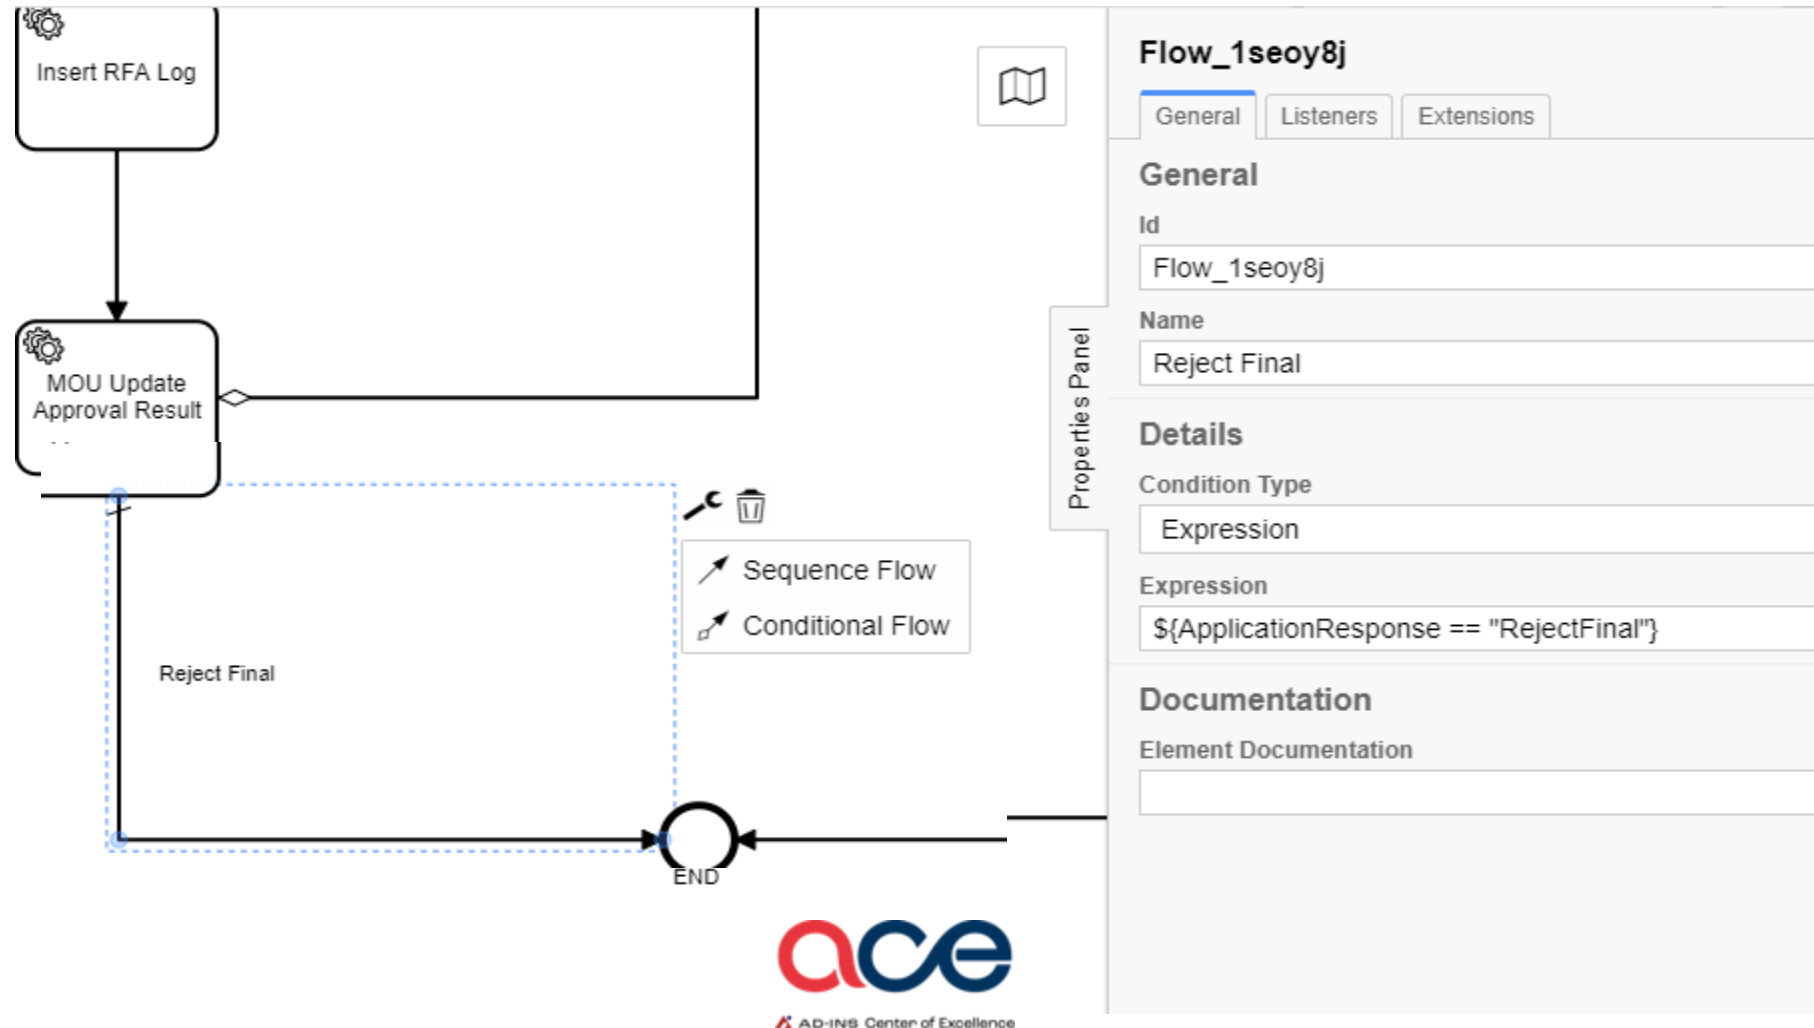 Insert RFA Log
MOU Update
Approval Result
Reject Final
END
Sequence Flow
Conditional Flow
Properties Panel
Flow_1seoy8j
General
Listeners
Extensions
General
Id
Flow_1seoy8j
Name
Reject Final
Details
Condition Type
Expression
Expression
${ApplicationResponse == "RejectFinal"}
Documentation
Element Documentation
ace
AD-INS Center of Excellence